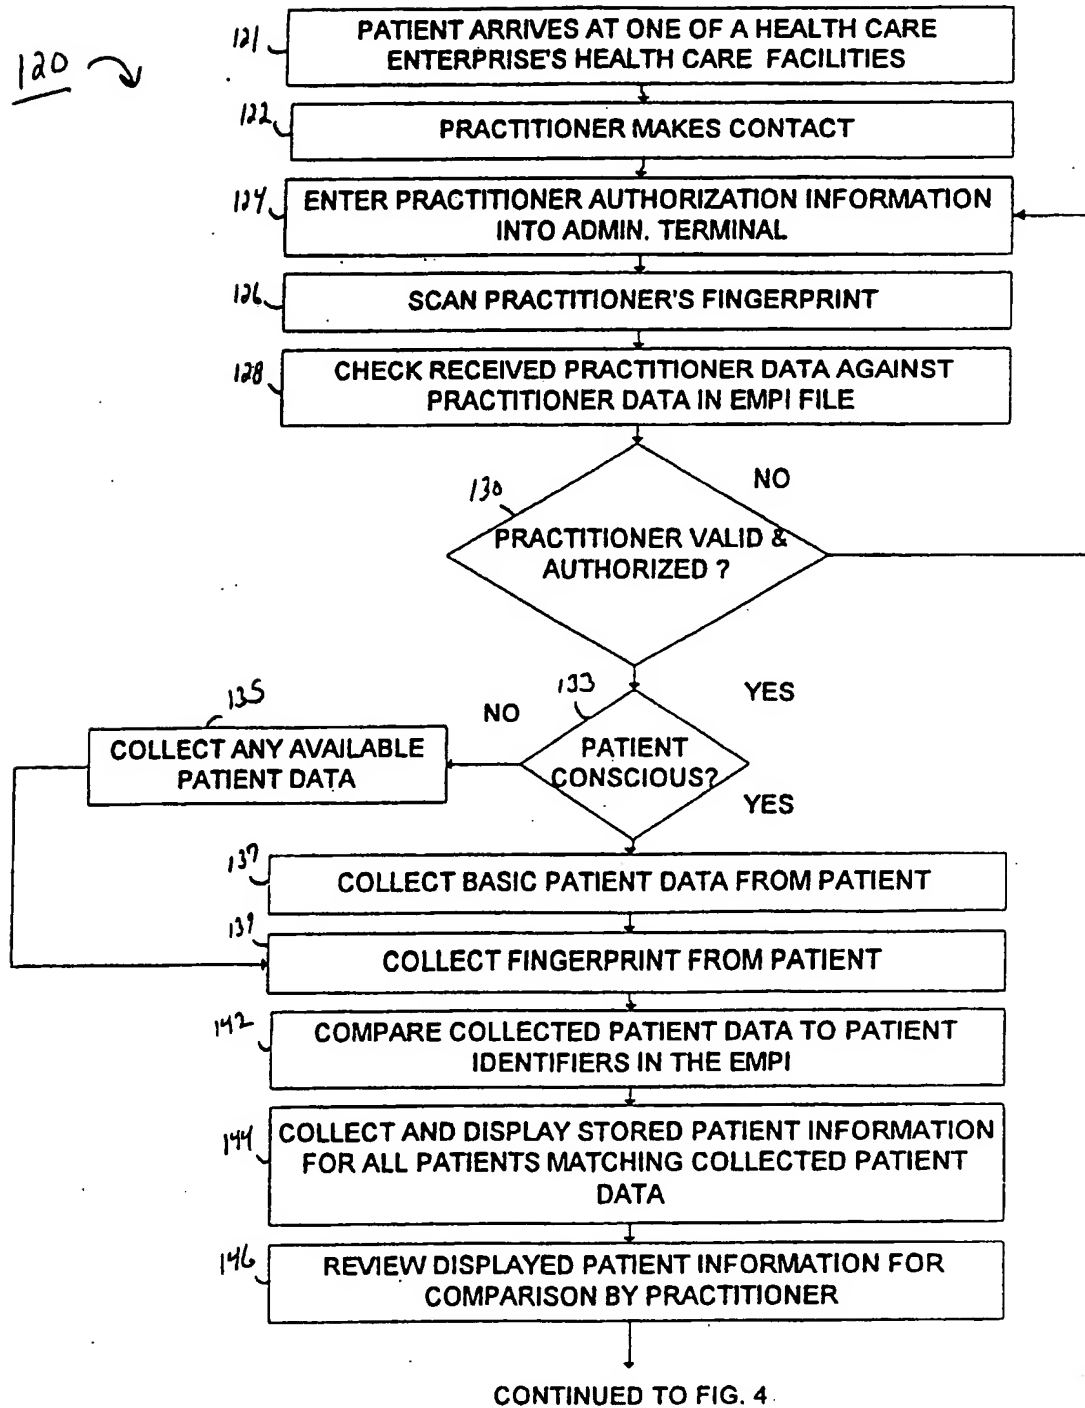 120
121
PATIENT ARRIVES AT ONE OF A HEALTH CARE
ENTERPRISE'S HEALTH CARE FACILITIES
122
PRACTITIONER MAKES CONTACT
124
ENTER PRACTITIONER AUTHORIZATION INFORMATION
INTO ADMIN. TERMINAL
126
SCAN PRACTITIONER'S FINGERPRINT
128
CHECK RECEIVED PRACTITIONER DATA AGAINST
PRACTITIONER DATA IN EMPI FILE
130
NO
PRACTITIONER VALID &
AUTHORIZED ?
YES
133
NO
PATIENT
CONSCIOUS?
YES
135
COLLECT ANY AVAILABLE
PATIENT DATA
137
COLLECT BASIC PATIENT DATA FROM PATIENT
139
COLLECT FINGERPRINT FROM PATIENT
142
COMPARE COLLECTED PATIENT DATA TO PATIENT
IDENTIFIERS IN THE EMPI
144
COLLECT AND DISPLAY STORED PATIENT INFORMATION
FOR ALL PATIENTS MATCHING COLLECTED PATIENT
DATA
146
REVIEW DISPLAYED PATIENT INFORMATION FOR
COMPARISON BY PRACTITIONER
CONTINUED TO FIG. 4